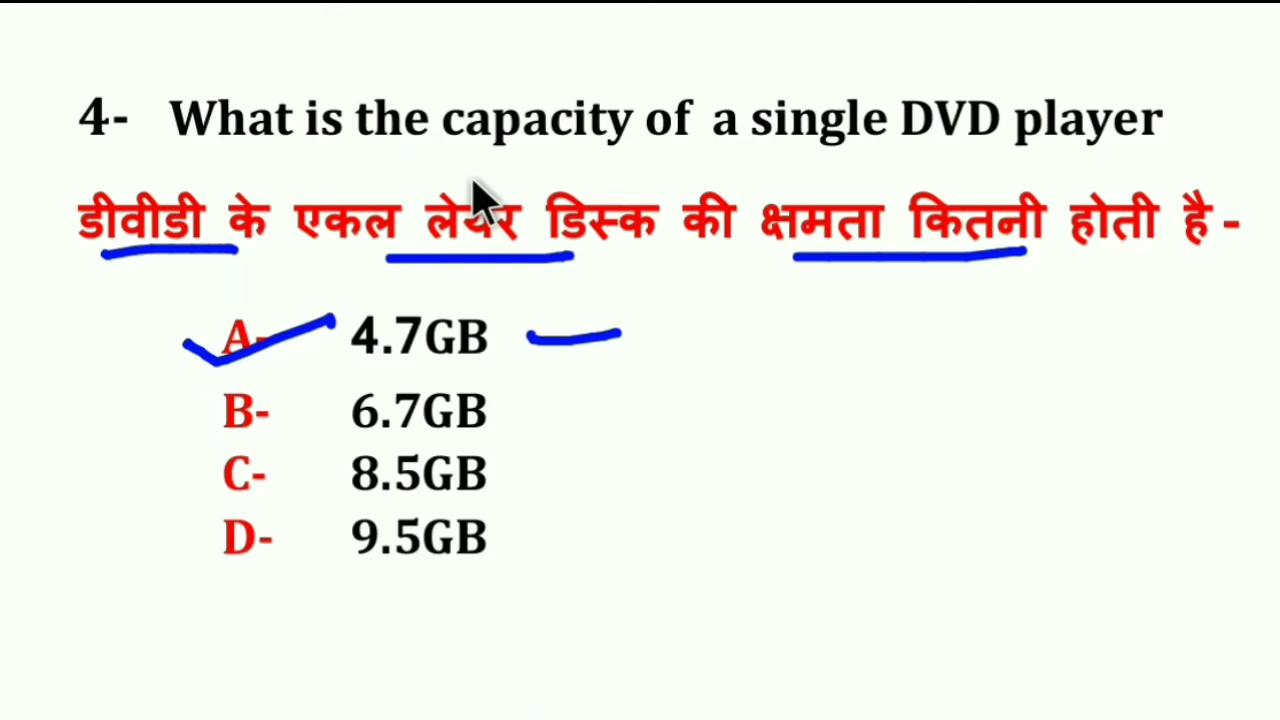 4- What is the capacity of a single DVD player
डीवीडी के एकल लेयर डिस्क की क्षमता कितनी होती है -
A- 4.7GB
B- 6.7GB
C- 8.5GB
D- 9.5GB